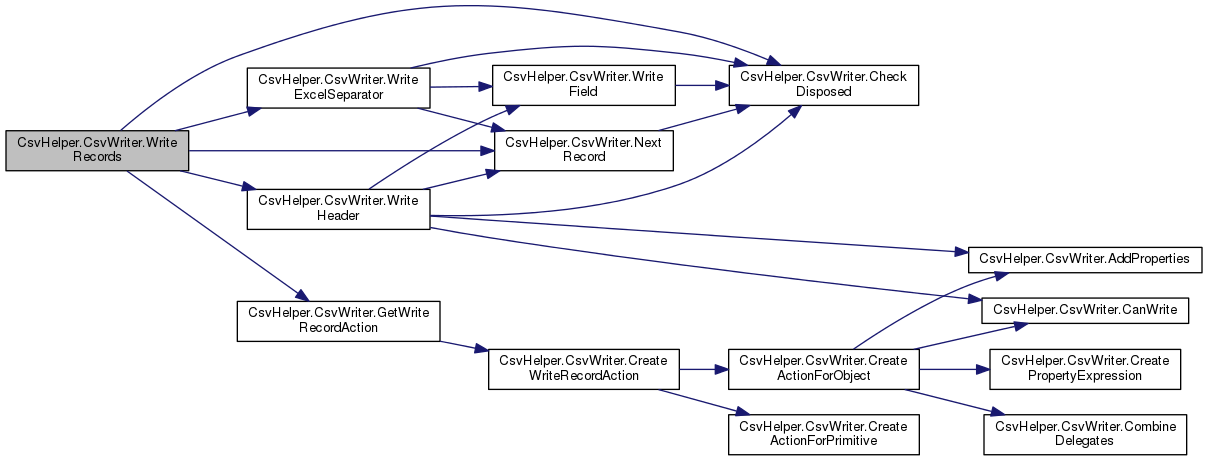 CsvHelper.CsvWriter.Write
Records
CsvHelper.CsvWriter.Write
ExcelSeparator
CsvHelper.CsvWriter.Write
Field
CsvHelper.CsvWriter.Check
Disposed
CsvHelper.CsvWriter.Next
Record
CsvHelper.CsvWriter.Write
Header
CsvHelper.CsvWriter.AddProperties
CsvHelper.CsvWriter.CanWrite
CsvHelper.CsvWriter.GetWrite
RecordAction
CsvHelper.CsvWriter.Create
WriteRecordAction
CsvHelper.CsvWriter.Create
ActionForObject
CsvHelper.CsvWriter.Create
PropertyExpression
CsvHelper.CsvWriter.Create
ActionForPrimitive
CsvHelper.CsvWriter.Combine
Delegates